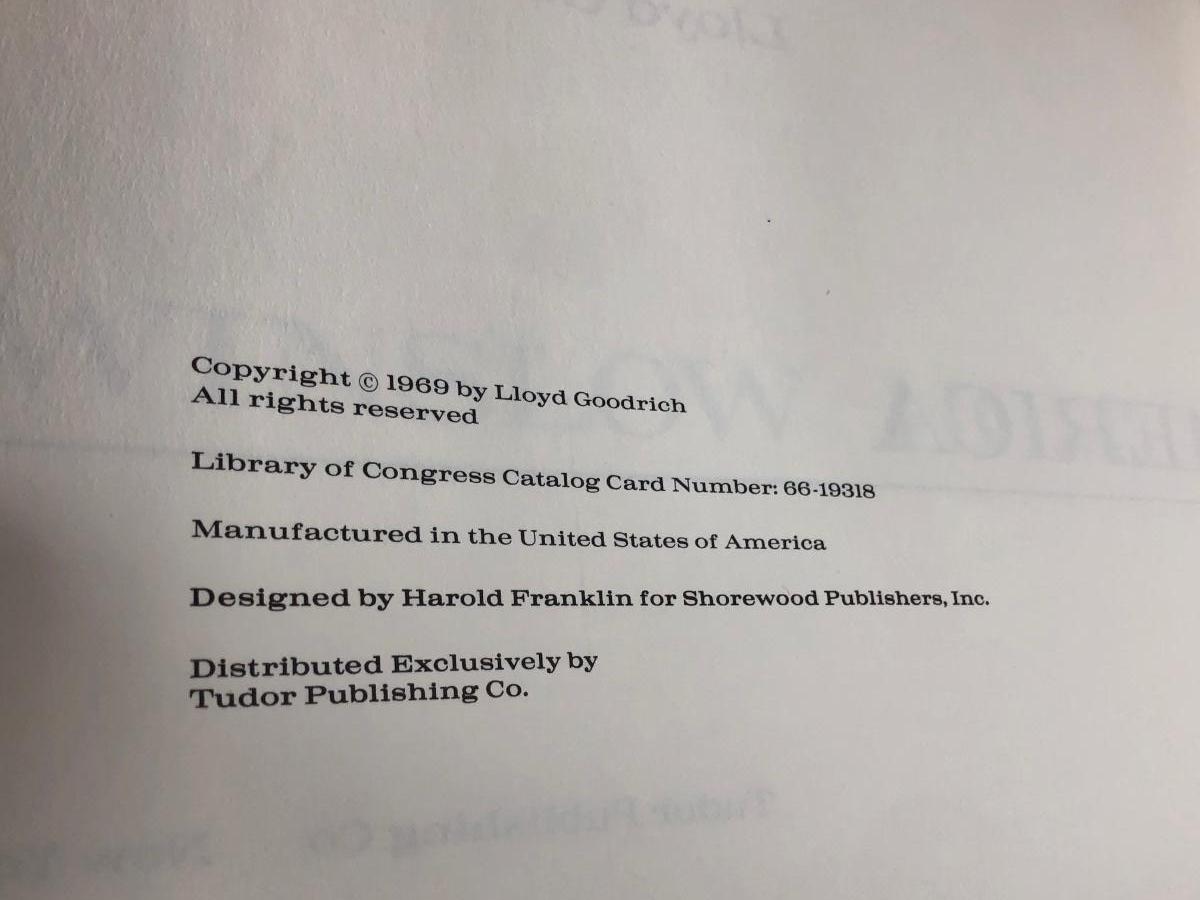 Copyright © 1969 by Lloyd Goodrich
All rights reserved
Library of Congress Catalog Card Number: 66-19318
Manufactured in the United States of America
Designed by Harold Franklin for Shorewood Publishers, Inc.
Distributed Exclusively by
Tudor Publishing Co.